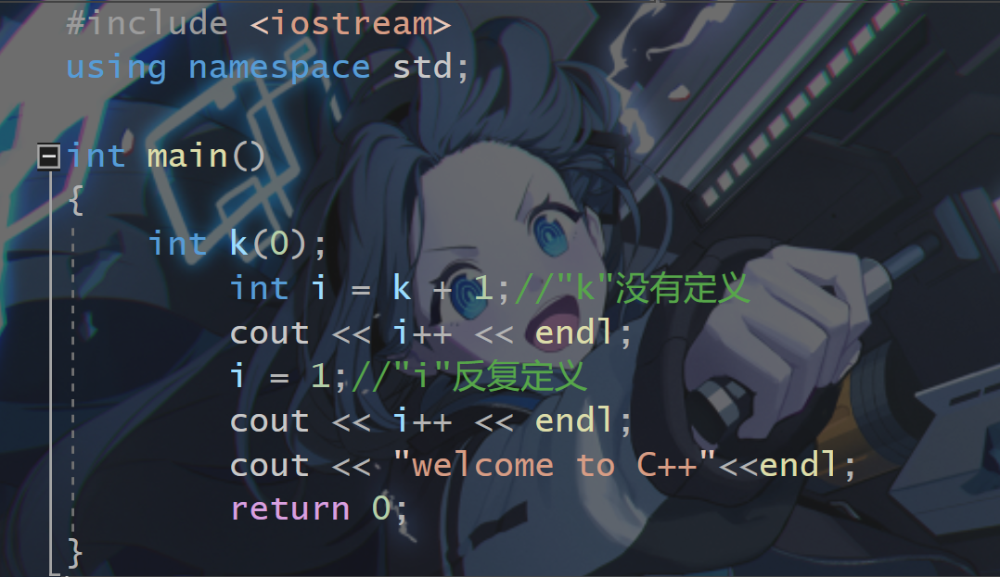 #include <iostream>
using namespace std;
int main()
{
int k(0);
int i = k + 1;//"k"没有定义
cout << i++ << endl;
i = 1;//"i"反复定义
cout << i++ << endl;
cout << "welcome to C++"<<endl;
return 0;
}